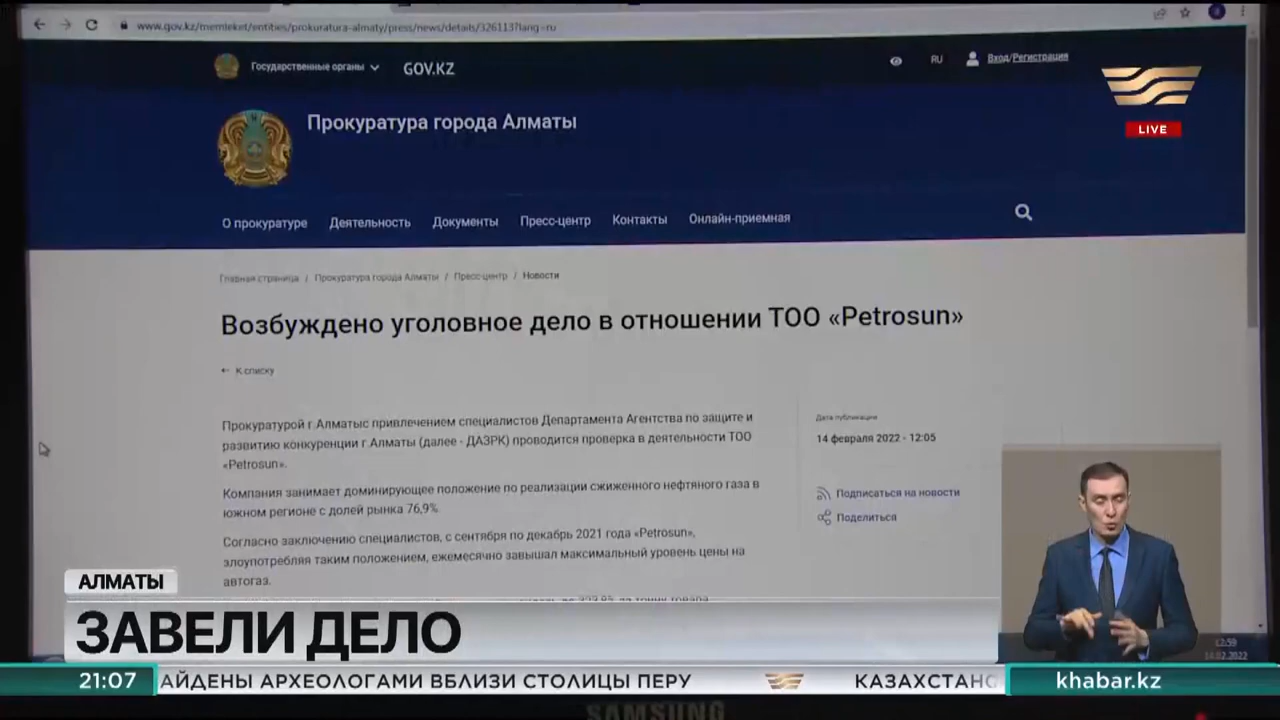 www.gov.kz/memleket/entities/prokuratura-almaty/press/news/details/326113?lang=ru
Государственные органы
GOV.KZ
RU
Вход/Регистрация
LIVE
Прокуратура города Алматы
О прокуратуре
Деятельность
Документы
Пресс-центр
Контакты
Онлайн-приемная
Главная страница / Прокуратура города Алматы / Пресс-центр / Новости
Возбуждено уголовное дело в отношении ТОО «Petrosun»
← К списку
Прокуратурой г.Алматыс привлечением специалистов Департамента Агентства по защите и
развитию конкуренции г.Алматы (далее - ДАЗРК) проводится проверка в деятельности ТОО
«Petrosun».
Компания занимает доминирующее положение по реализации сжиженного нефтяного газа в
южном регионе с долей рынка 76,9%.
Согласно заключению специалистов, с сентября по декабрь 2021 года «Petrosun»,
злоупотребляя таким положением, ежемесячно завышал максимальный уровень цены на
автогаз.
Дата публикации
14 февраля 2022 - 12:05
Подписаться на новости
Поделиться
12:59
14.02.2022
АЛМАТЫ
ЗАВЕЛИ ДЕЛО
21:07
АЙДЕНЫ АРХЕОЛОГАМИ ВБЛИЗИ СТОЛИЦЫ ПЕРУ
КАЗАХСТАН
khabar.kz
SAMSUNG